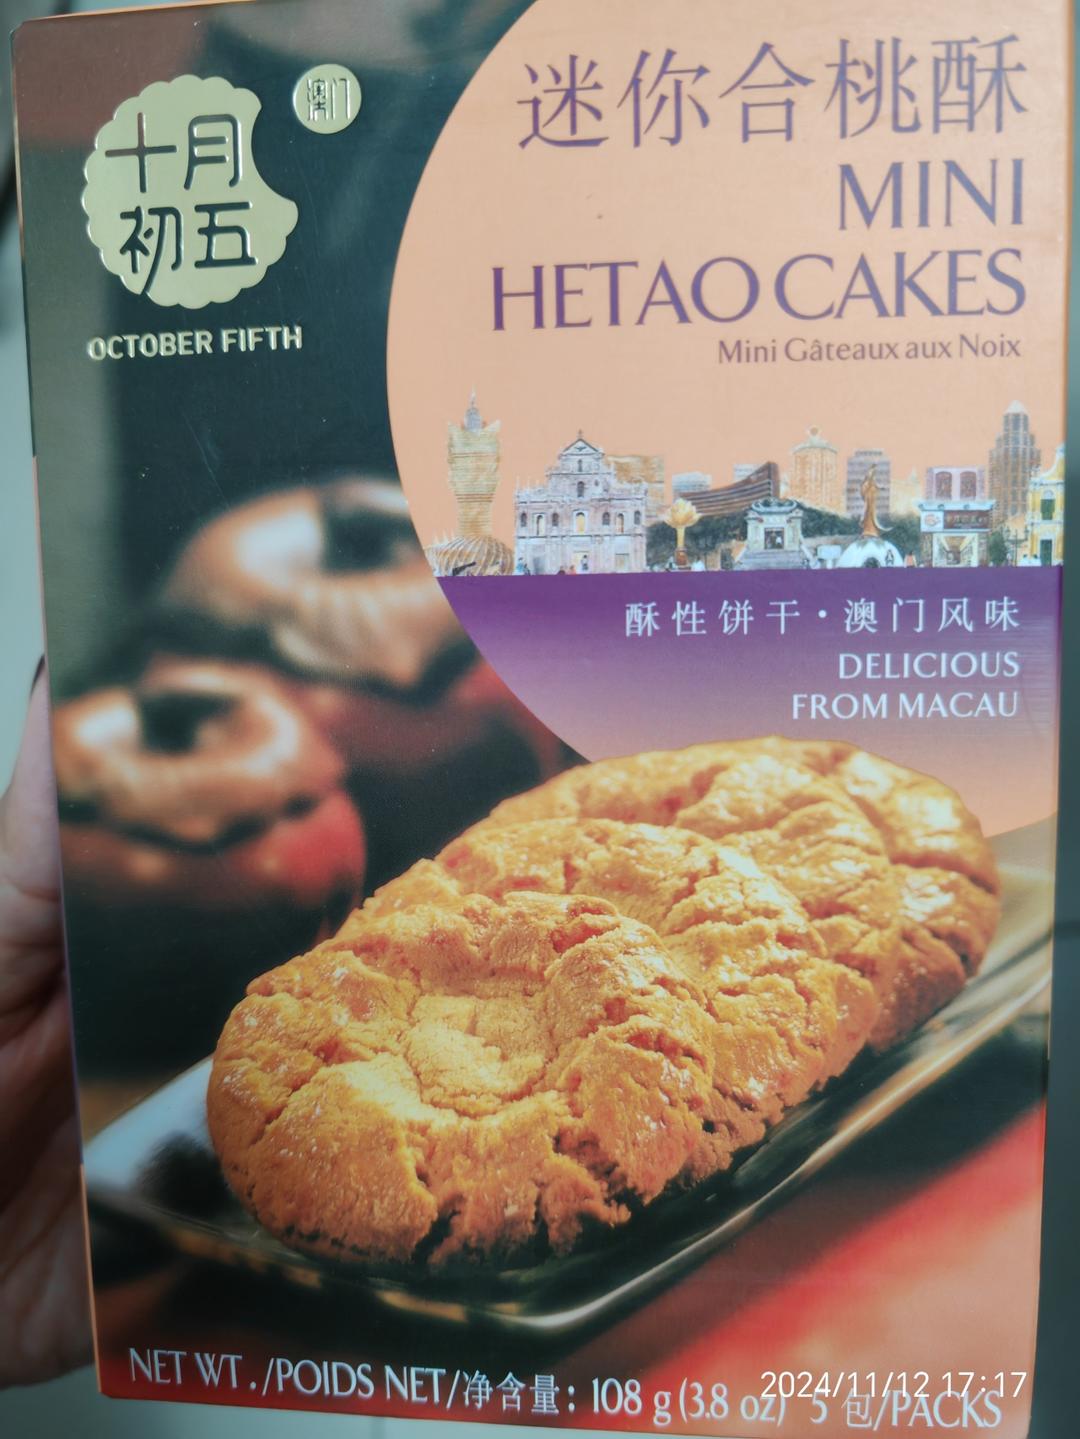 十月
初五
澳门
OCTOBER FIFTH
迷你合桃酥
MINI
HETAO CAKES
Mini Gâteaux aux Noix
酥性饼干·澳门风味
DELICIOUS
FROM MACAU
NET WT./POIDS NET/净含量: 108 g (3.8 oz) 5 包/PACKS
2024/11/12 17:17